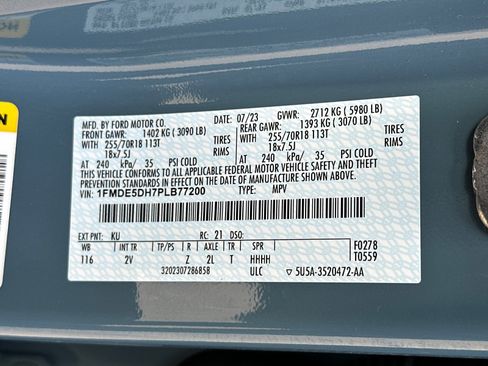 MFD. BY FORD MOTOR CO.
DATE: 07/23 GVWR: 2712 KG ( 5980 LB)
FRONT GAWR: 1402 KG ( 3090 LB) REAR GAWR: 1393 KG ( 3070 LB)
WITH 255/70R18 113T TIRES WITH 255/70R18 113T TIRES
18x7.5J RIMS 18x7.5J RIMS
AT 240 kPa/ 35 PSI COLD AT 240 kPa/ 35 PSI COLD
THIS VEHICLE CONFORMS TO ALL APPLICABLE FEDERAL MOTOR VEHICLE SAFETY AND THEFT
PREVENTION STANDARDS IN EFFECT ON THE DATE OF MANUFACTURE SHOWN ABOVE.
VIN: 1FMDE5DH7PLB77200 TYPE: MPV
EXT PNT: KU RC: 21 DSO: F0278
WB INT TR TP/PS R AXLE TR SPR T0559
116 2V Z 2L T HHHH
3202307286858 ULC 5U5A-3520472-AA